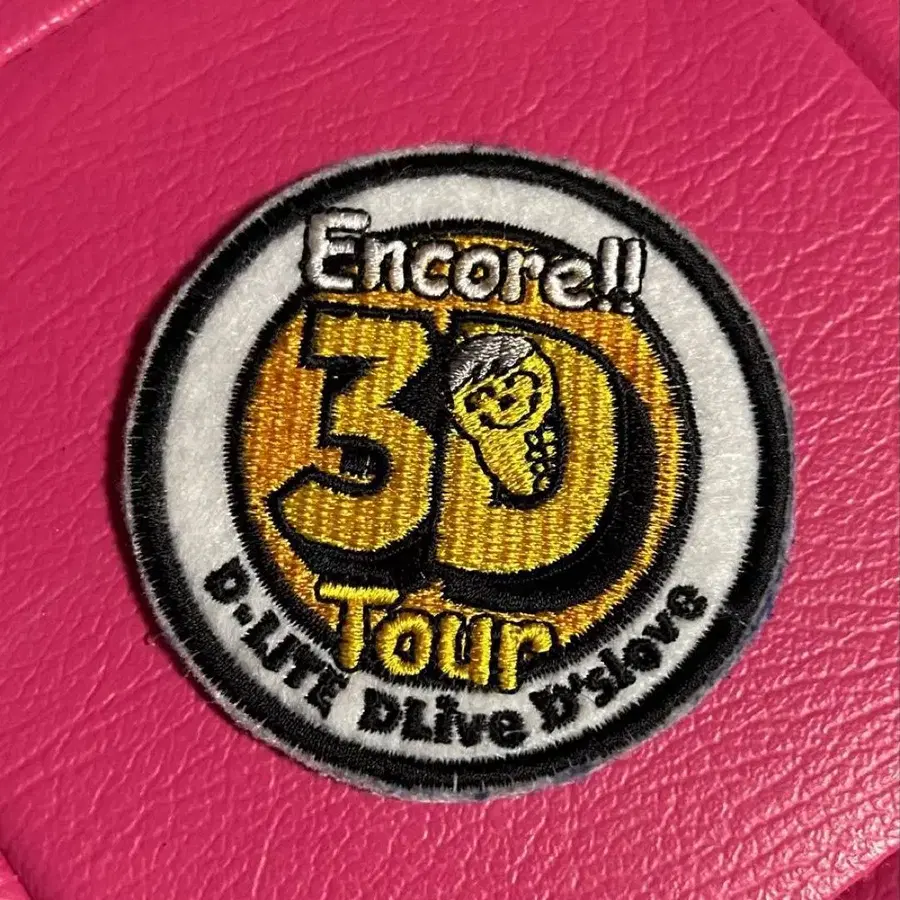 Encore!!
3D
Tour
D-LITE DLive D'slove